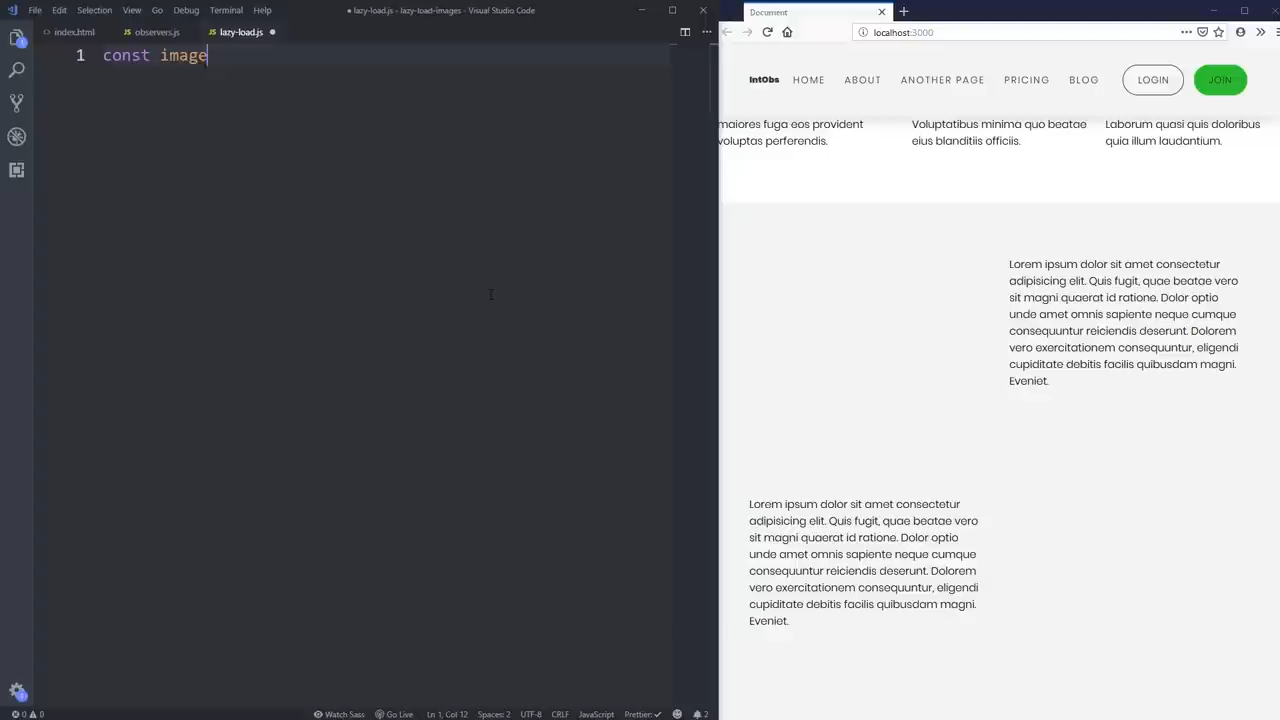 File Edit Selection View Go Debug Terminal Help
● lazy-load.js - lazy-load-images - Visual Studio Code
index.html
JS observers.js
JS lazy-load.js ●
1 const image
Ln 1, Col 12 Spaces: 2 UTF-8 CRLF JavaScript Prettier: ✓ 2
0 0 Watch Sass Go Live
Document
localhost:3000
IntObs HOME ABOUT ANOTHER PAGE PRICING BLOG LOGIN JOIN
maiores fuga eos provident
voluptas perferendis.
Voluptatibus minima quo beatae
eius blanditiis officiis.
Laborum quasi quis doloribus
quia illum laudantium.
Lorem ipsum dolor sit amet consectetur
adipisicing elit. Quis fugit, quae beatae vero
sit magni quaerat id ratione. Dolor optio
unde amet omnis sapiente neque cumque
consequuntur reiciendis deserunt. Dolorem
vero exercitationem consequuntur, eligendi
cupiditate debitis facilis quibusdam magni.
Eveniet.
Lorem ipsum dolor sit amet consectetur
adipisicing elit. Quis fugit, quae beatae vero
sit magni quaerat id ratione. Dolor optio
unde amet omnis sapiente neque cumque
consequuntur reiciendis deserunt. Dolorem
vero exercitationem consequuntur, eligendi
cupiditate debitis facilis quibusdam magni.
Eveniet.